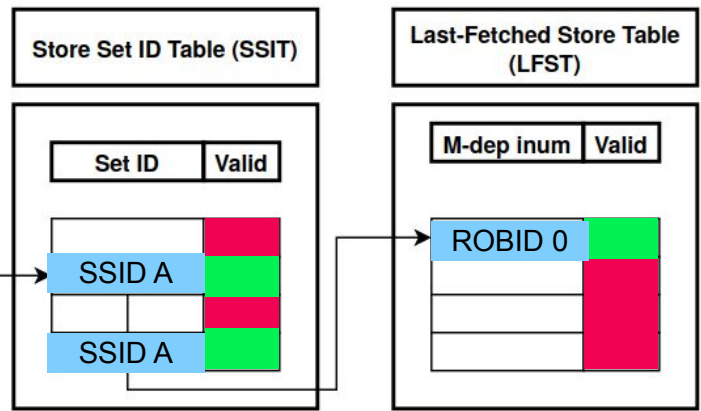 Store Set ID Table (SSIT)
Last-Fetched Store Table
(LFST)
Set ID Valid
M-dep inum Valid
SSID A
SSID A
ROBID 0